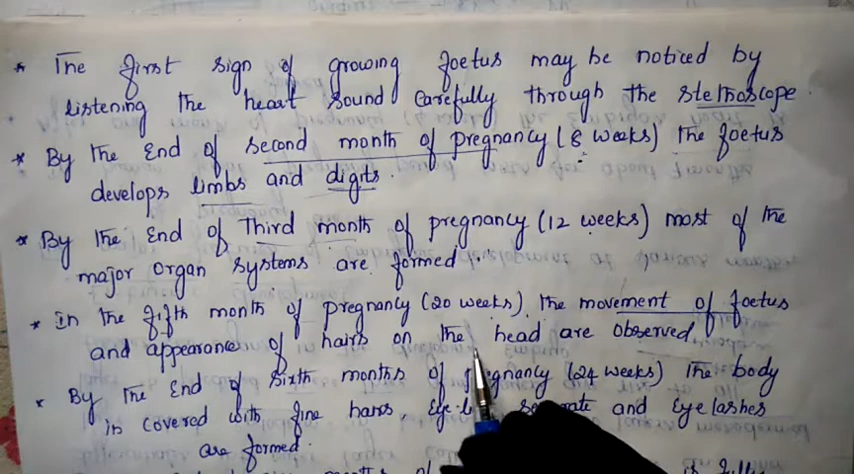 * The first sign of growing foetus may be noticed by
listening the heart sound carefully through the stethoscope.
* By the End of second month of pregnancy (8 weeks) the foetus
develops limbs and digits.
* By the End of Third month of pregnancy (12 weeks) most of the
major organ systems are formed.
* In the fifth month of pregnancy (20 weeks) the movement of foetus
and appearance of hairs on the head are observed
* By the End of Sixth months of pregnancy (24 weeks) The body
in covered with fine hairs, Eye and Eyelashes
are formed.